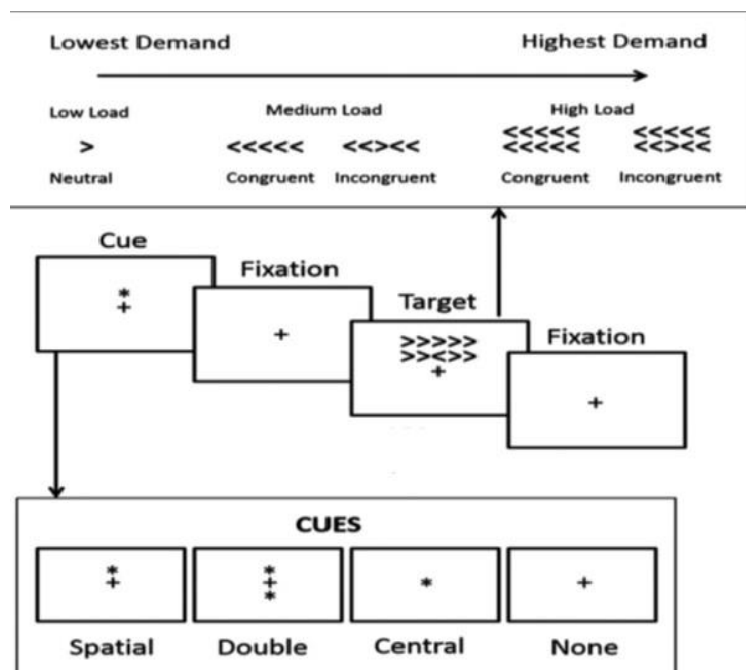 Lowest Demand Highest Demand
Low Load Medium Load High Load
> <<<<< <<><< <<<<< <<<<<
<<<<< <<><<
Neutral Congruent Incongruent Congruent Incongruent
Cue
*
+
Fixation
+
Target
>>>>>
>><>>
+
Fixation
+
CUES
* * * +
+ +
*
Spatial Double Central None